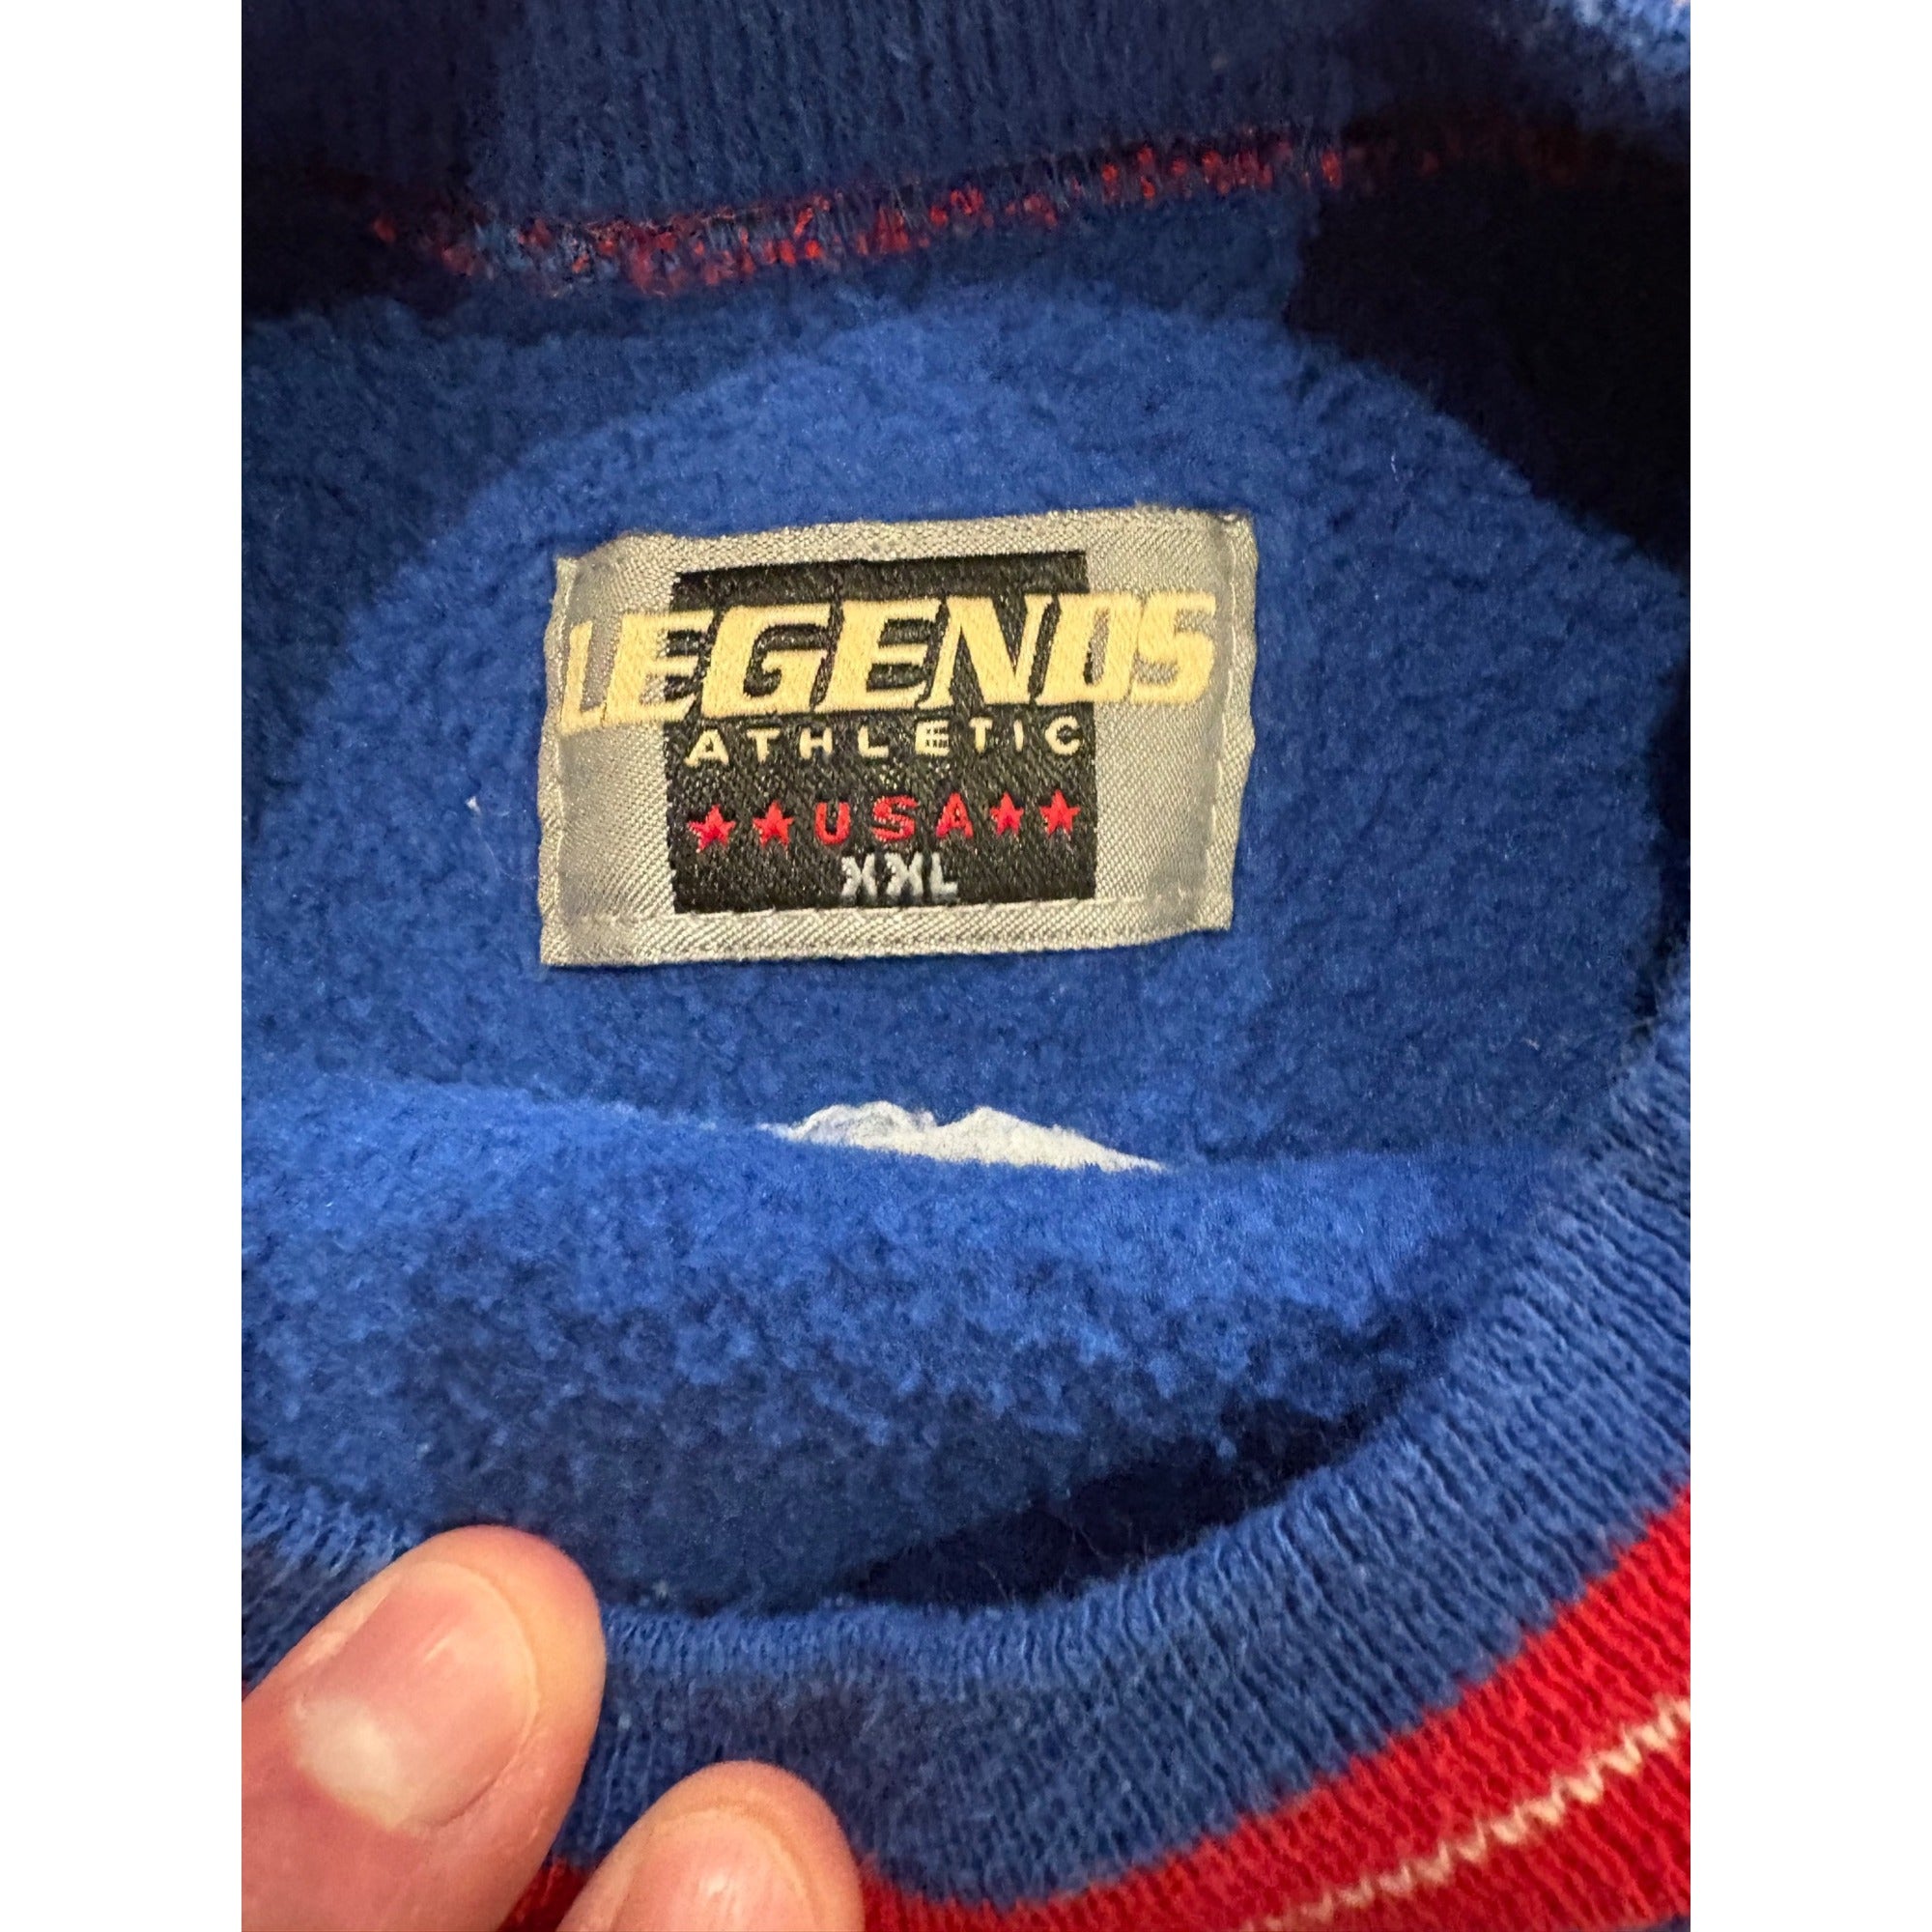 LEGENDS
ATHLETIC
★★USA★★
XXL